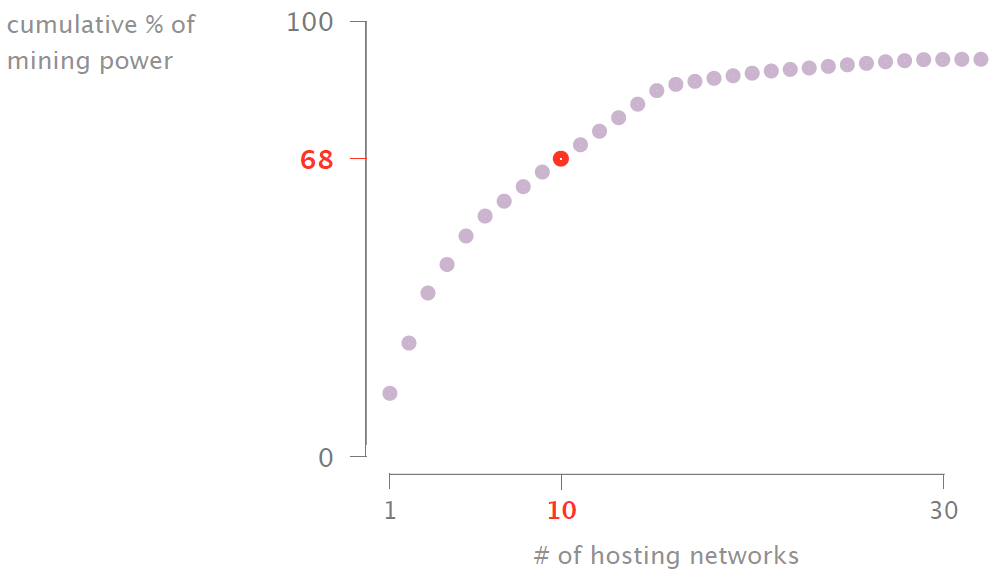 cumulative % of
mining power
100
68
0
1
10
30
# of hosting networks